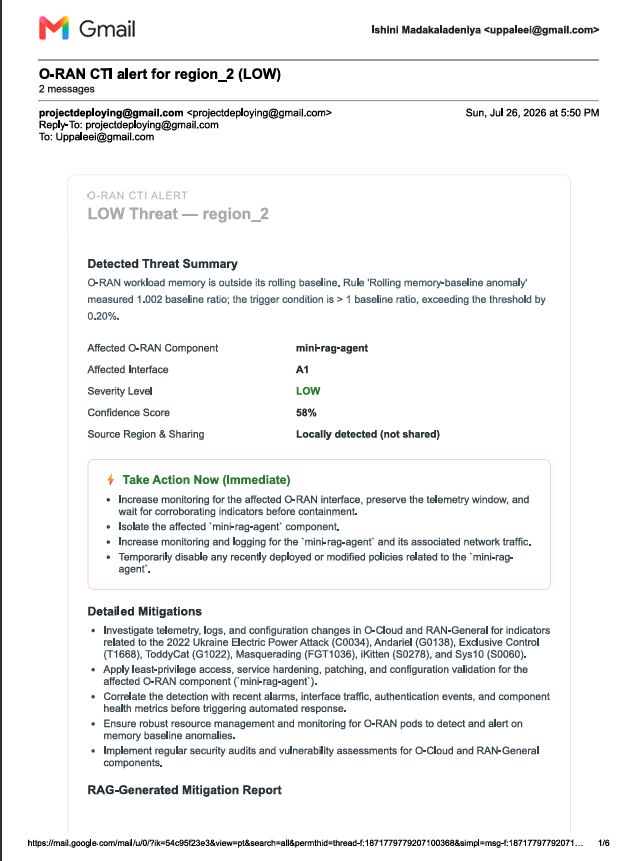 Gmail
Ishini Madakaladeniya <uppaleei@gmail.com>
O-RAN CTI alert for region_2 (LOW)
2 messages
projectdeploying@gmail.com <projectdeploying@gmail.com>
Sun, Jul 26, 2026 at 5:50 PM
Reply-To: projectdeploying@gmail.com
To: Uppaleei@gmail.com
O-RAN CTI ALERT
LOW Threat — region_2
Detected Threat Summary
O-RAN workload memory is outside its rolling baseline. Rule 'Rolling memory-baseline anomaly'
measured 1.002 baseline ratio; the trigger condition is > 1 baseline ratio, exceeding the threshold by
0.20%.
Affected O-RAN Component mini-rag-agent
Affected Interface A1
Severity Level LOW
Confidence Score 58%
Source Region & Sharing Locally detected (not shared)
⚡ Take Action Now (Immediate)
• Increase monitoring for the affected O-RAN interface, preserve the telemetry window, and
wait for corroborating indicators before containment.
• Isolate the affected `mini-rag-agent` component.
• Increase monitoring and logging for the `mini-rag-agent` and its associated network traffic.
• Temporarily disable any recently deployed or modified policies related to the `mini-rag-
agent`.
Detailed Mitigations
• Investigate telemetry, logs, and configuration changes in O-Cloud and RAN-General for indicators
related to the 2022 Ukraine Electric Power Attack (C0034), Andariel (G0138), Exclusive Control
(T1668), ToddyCat (G1022), Masquerading (FGT1036), iKitten (S0278), and Sys10 (S0060).
• Apply least-privilege access, service hardening, patching, and configuration validation for the
affected O-RAN component (`mini-rag-agent`).
• Correlate the detection with recent alarms, interface traffic, authentication events, and component
health metrics before triggering automated response.
• Ensure robust resource management and monitoring for O-RAN pods to detect and alert on
memory baseline anomalies.
• Implement regular security audits and vulnerability assessments for O-Cloud and RAN-General
components.
RAG-Generated Mitigation Report
https://mail.google.com/mail/u/0/?ik=54c95f23e3&view=pt&search=all&permthid=thread-f:1871779779207100368&simpl=msg-f:18717797792071... 1/6